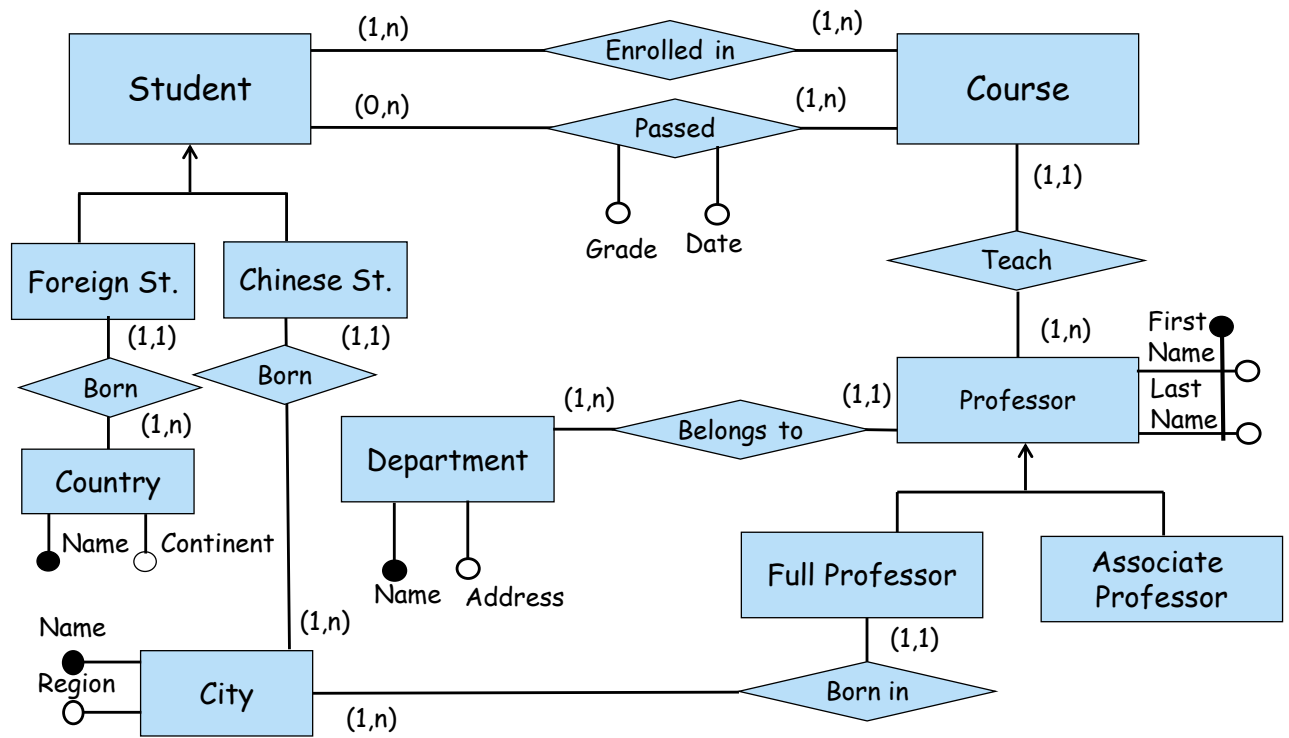 (1,n)
Enrolled in
(1,n)
Student
Course
(0,n)
Passed
(1,n)
Grade
Date
(1,1)
Teach
(1,n)
Foreign St.
Chinese St.
(1,1)
(1,1)
Born
Born
(1,n)
Country
Name
Continent
First
Name
Last
Name
Professor
(1,n)
Belongs to
(1,1)
Department
Name
Address
Full Professor
Associate
Professor
(1,1)
Born in
(1,n)
Name
Region
City
(1,n)